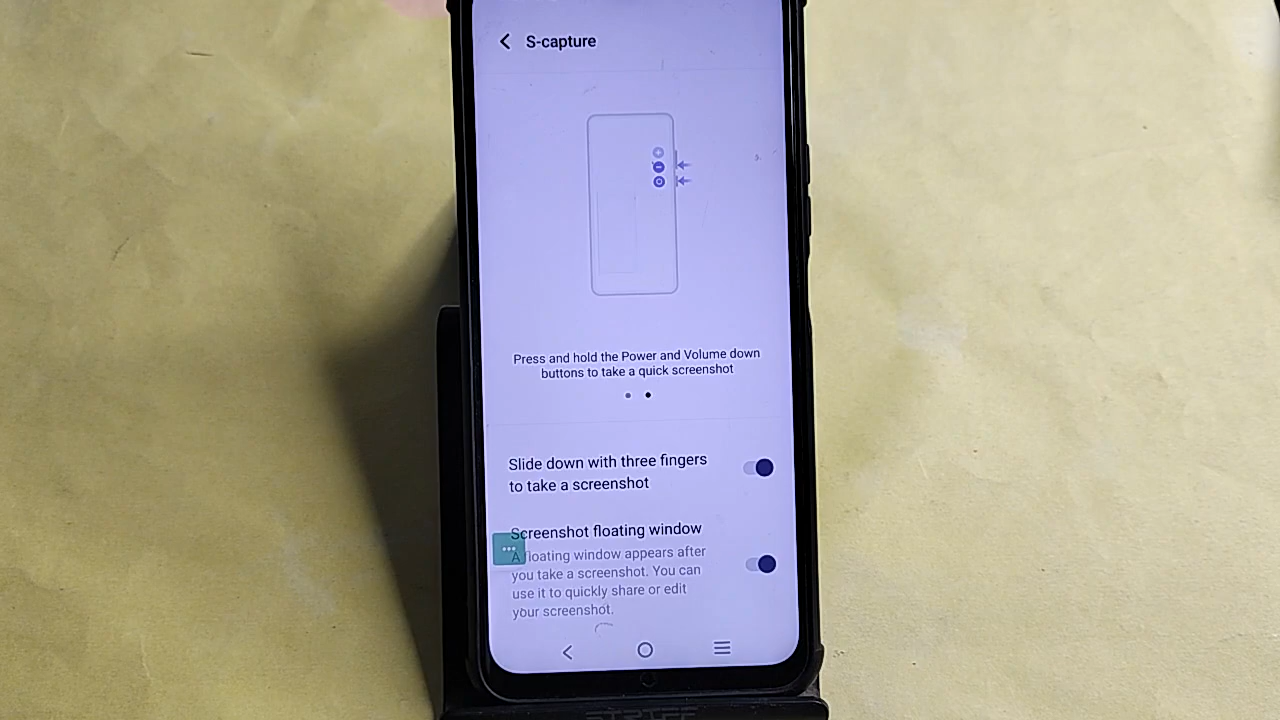 S-capture
Press and hold the Power and Volume down
buttons to take a quick screenshot
Slide down with three fingers
to take a screenshot
Screenshot floating window
A floating window appears after
you take a screenshot. You can
use it to quickly share or edit
your screenshot.